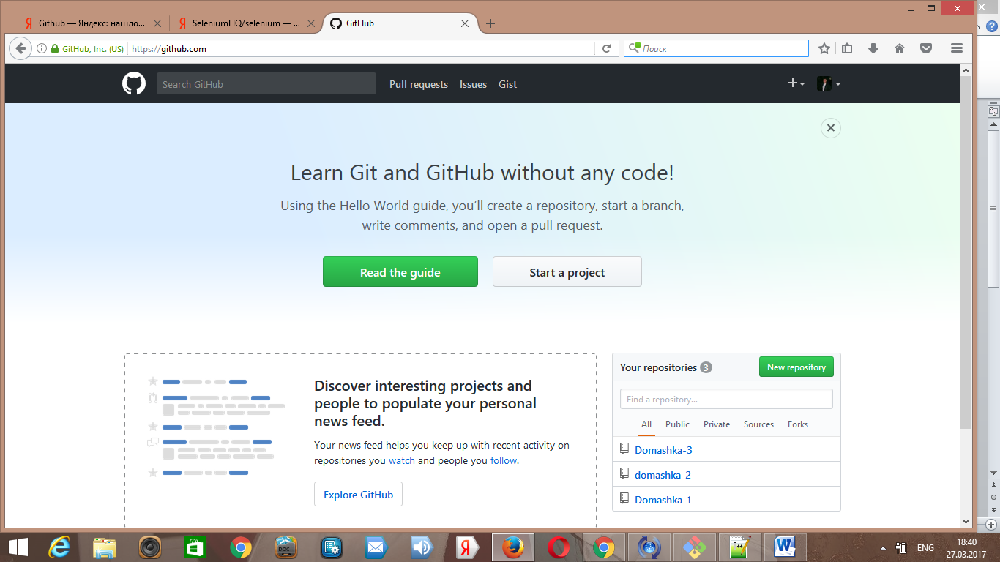 Github — Яндекс: нашло...
SeleniumHQ/selenium — ...
GitHub
GitHub, Inc. (US)
https://github.com
Поиск
Search GitHub
Pull requests
Issues
Gist
Learn Git and GitHub without any code!
Using the Hello World guide, you’ll create a repository, start a branch,
write comments, and open a pull request.
Read the guide
Start a project
Discover interesting projects and
people to populate your personal
news feed.
Your news feed helps you keep up with recent activity on
repositories you watch and people you follow.
Explore GitHub
Your repositories 3
New repository
Find a repository...
All
Public
Private
Sources
Forks
Domashka-3
domashka-2
Domashka-1
DOC
ENG
18:40
27.03.2017